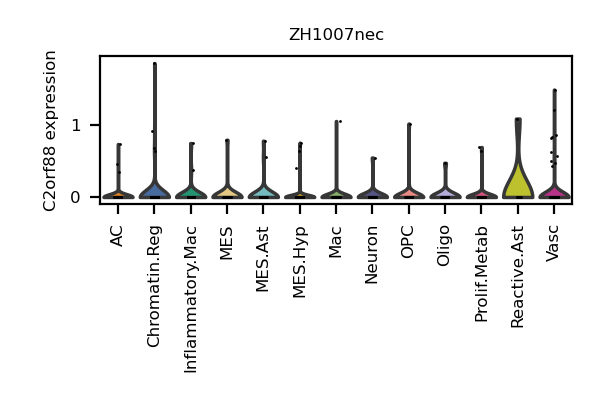 ZH1007nec
C2orf88 expression
1
0
AC
Chromatin.Reg
Inflammatory.Mac
MES
MES.Ast
MES.Hyp
Mac
Neuron
OPC
Oligo
Prolif.Metab
Reactive.Ast
Vasc